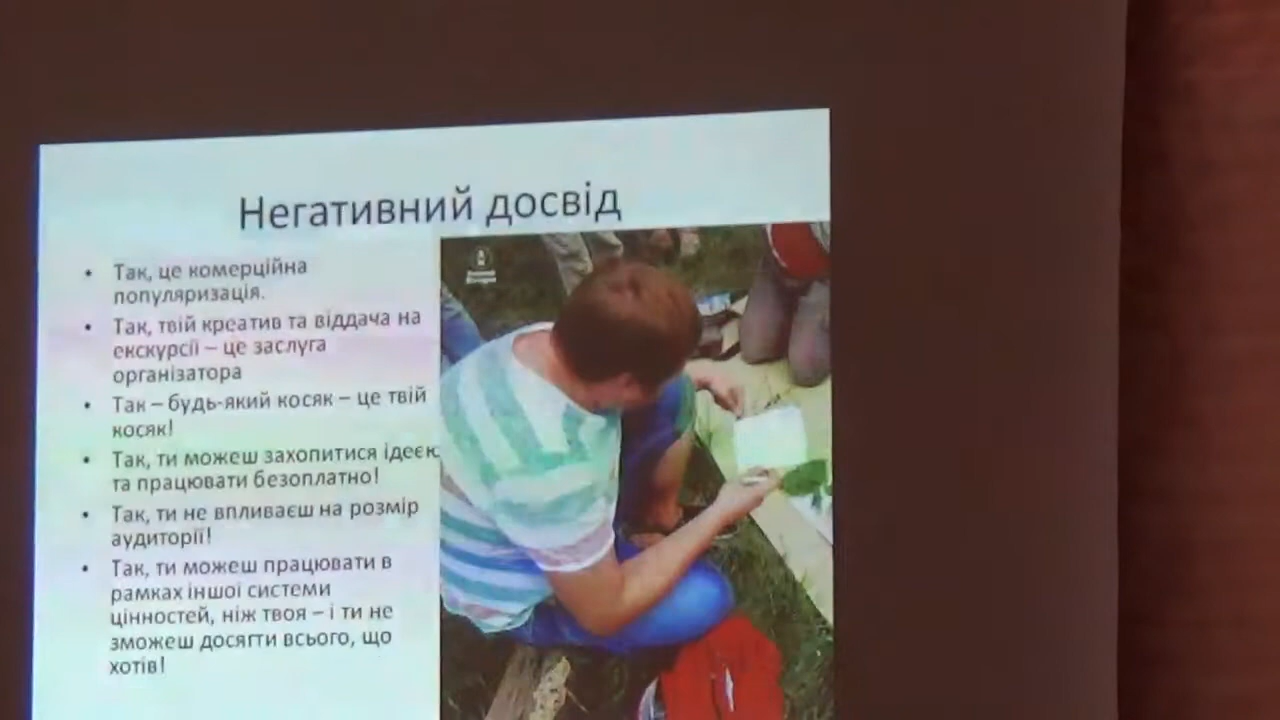 Негативний досвід
• Так, це комерційна
популяризація.
• Так, твій креатив та віддача на
екскурсії – це заслуга
організатора
• Так – будь-який косяк – це твій
косяк!
• Так, ти можеш захопитися ідеєю
та працювати безоплатно!
• Так, ти не впливаєш на розмір
аудиторії!
• Так, ти можеш працювати в
рамках іншої системи
цінностей, ніж твоя – і ти не
зможеш досягти всього, що
хотів!